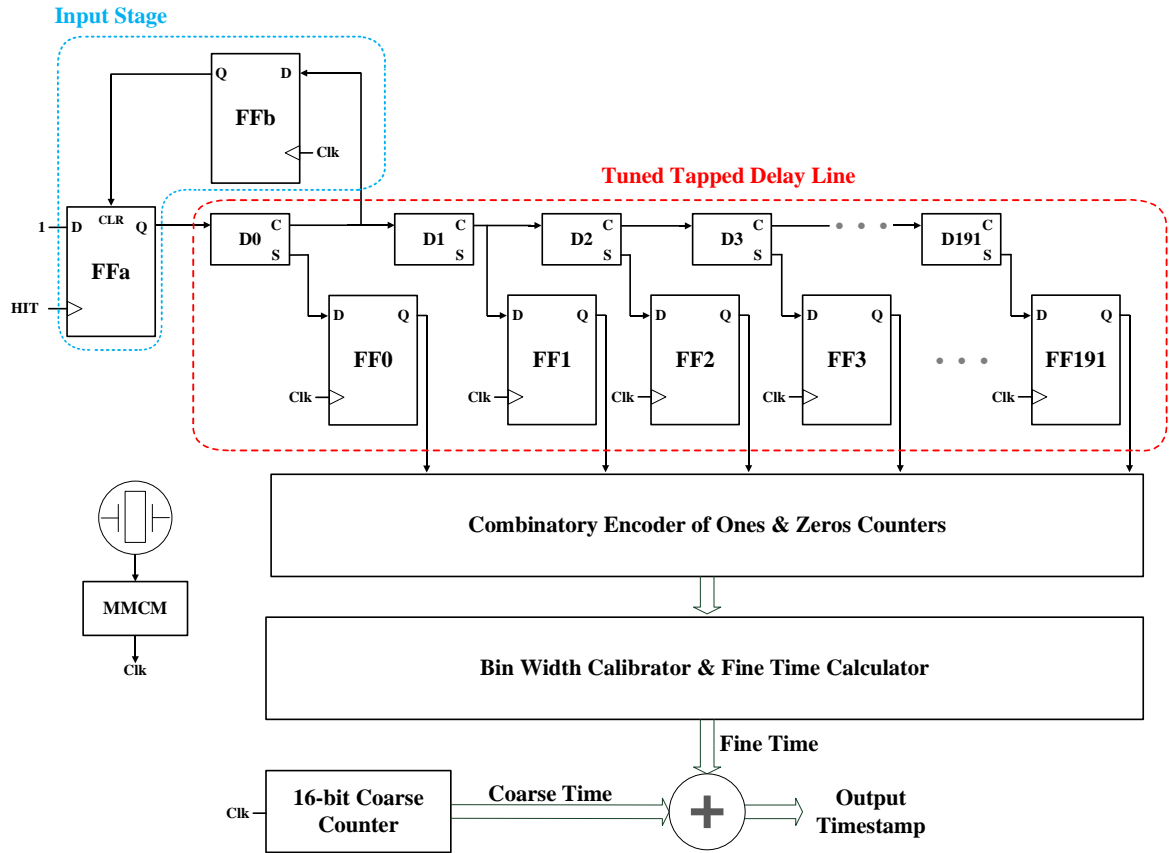 Input Stage
Q D
FFb
Clk
Tuned Tapped Delay Line
1 D CLR Q
FFa
HIT
D0 C S
D1 C S
D2 C S
D3 C S
D191 C S
D Q
FF0
Clk
D Q
FF1
Clk
D Q
FF2
Clk
D Q
FF3
Clk
D Q
FF191
Clk
Combinatory Encoder of Ones & Zeros Counters
MMCM
Clk
Bin Width Calibrator & Fine Time Calculator
Fine Time
Clk
16-bit Coarse
Counter
Coarse Time
+
Output
Timestamp